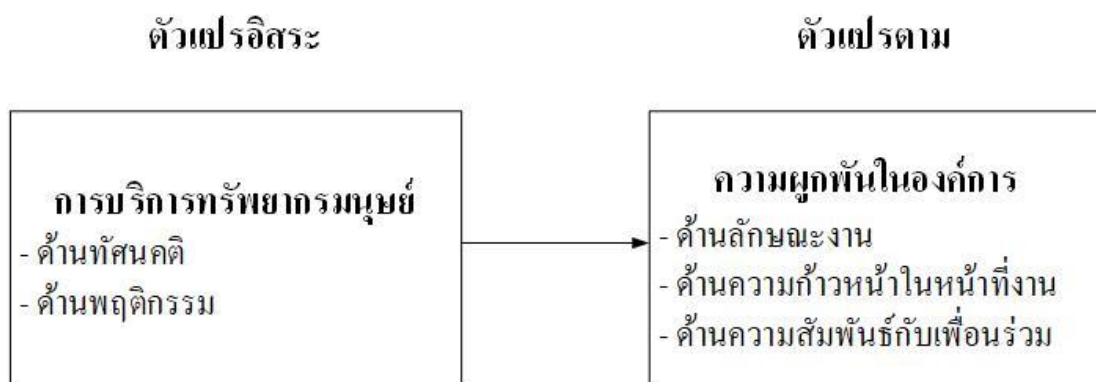 ตัวแปรอิสระ
ตัวแปรตาม
การบริการทรัพยากรมนุษย์
- ด้านทัศนคติ
- ด้านพฤติกรรม
ความผูกพันในองค์การ
- ด้านลักษณะงาน
- ด้านความก้าวหน้าในหน้าที่งาน
- ด้านความสัมพันธ์กับเพื่อนร่วม